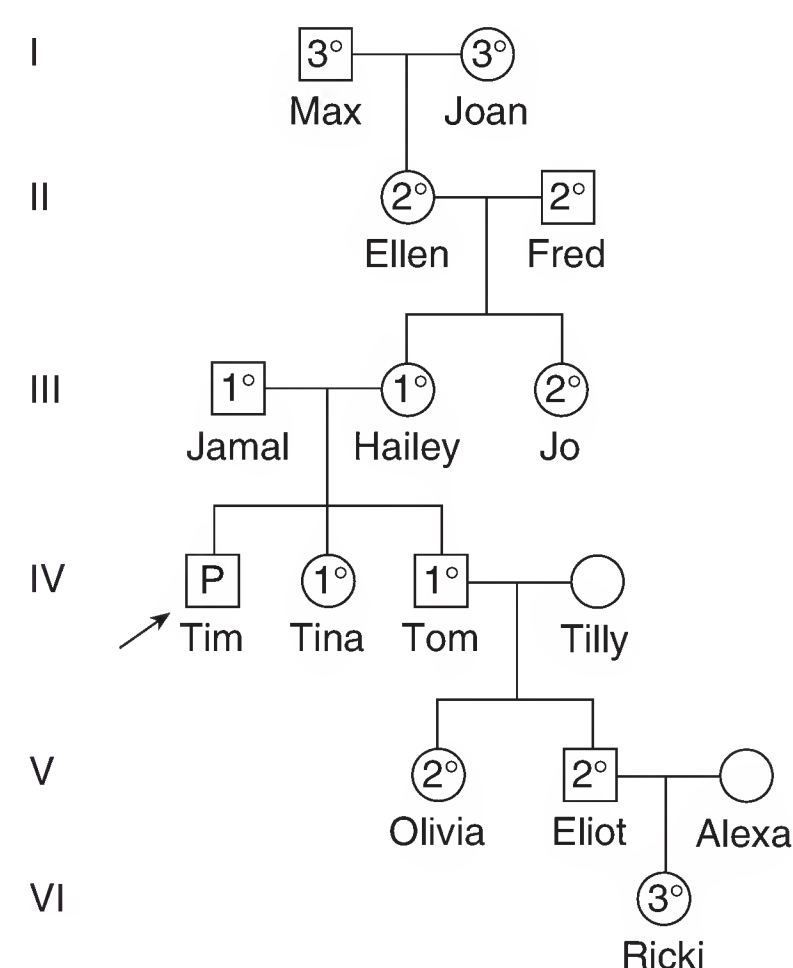 I
3° 3°
Max Joan
II
2° 2°
Ellen Fred
III
1° 1° 2°
Jamal Hailey Jo
IV
P 1° 1°
Tim Tina Tom Tilly
V
2° 2°
Olivia Eliot Alexa
VI
3°
Ricki